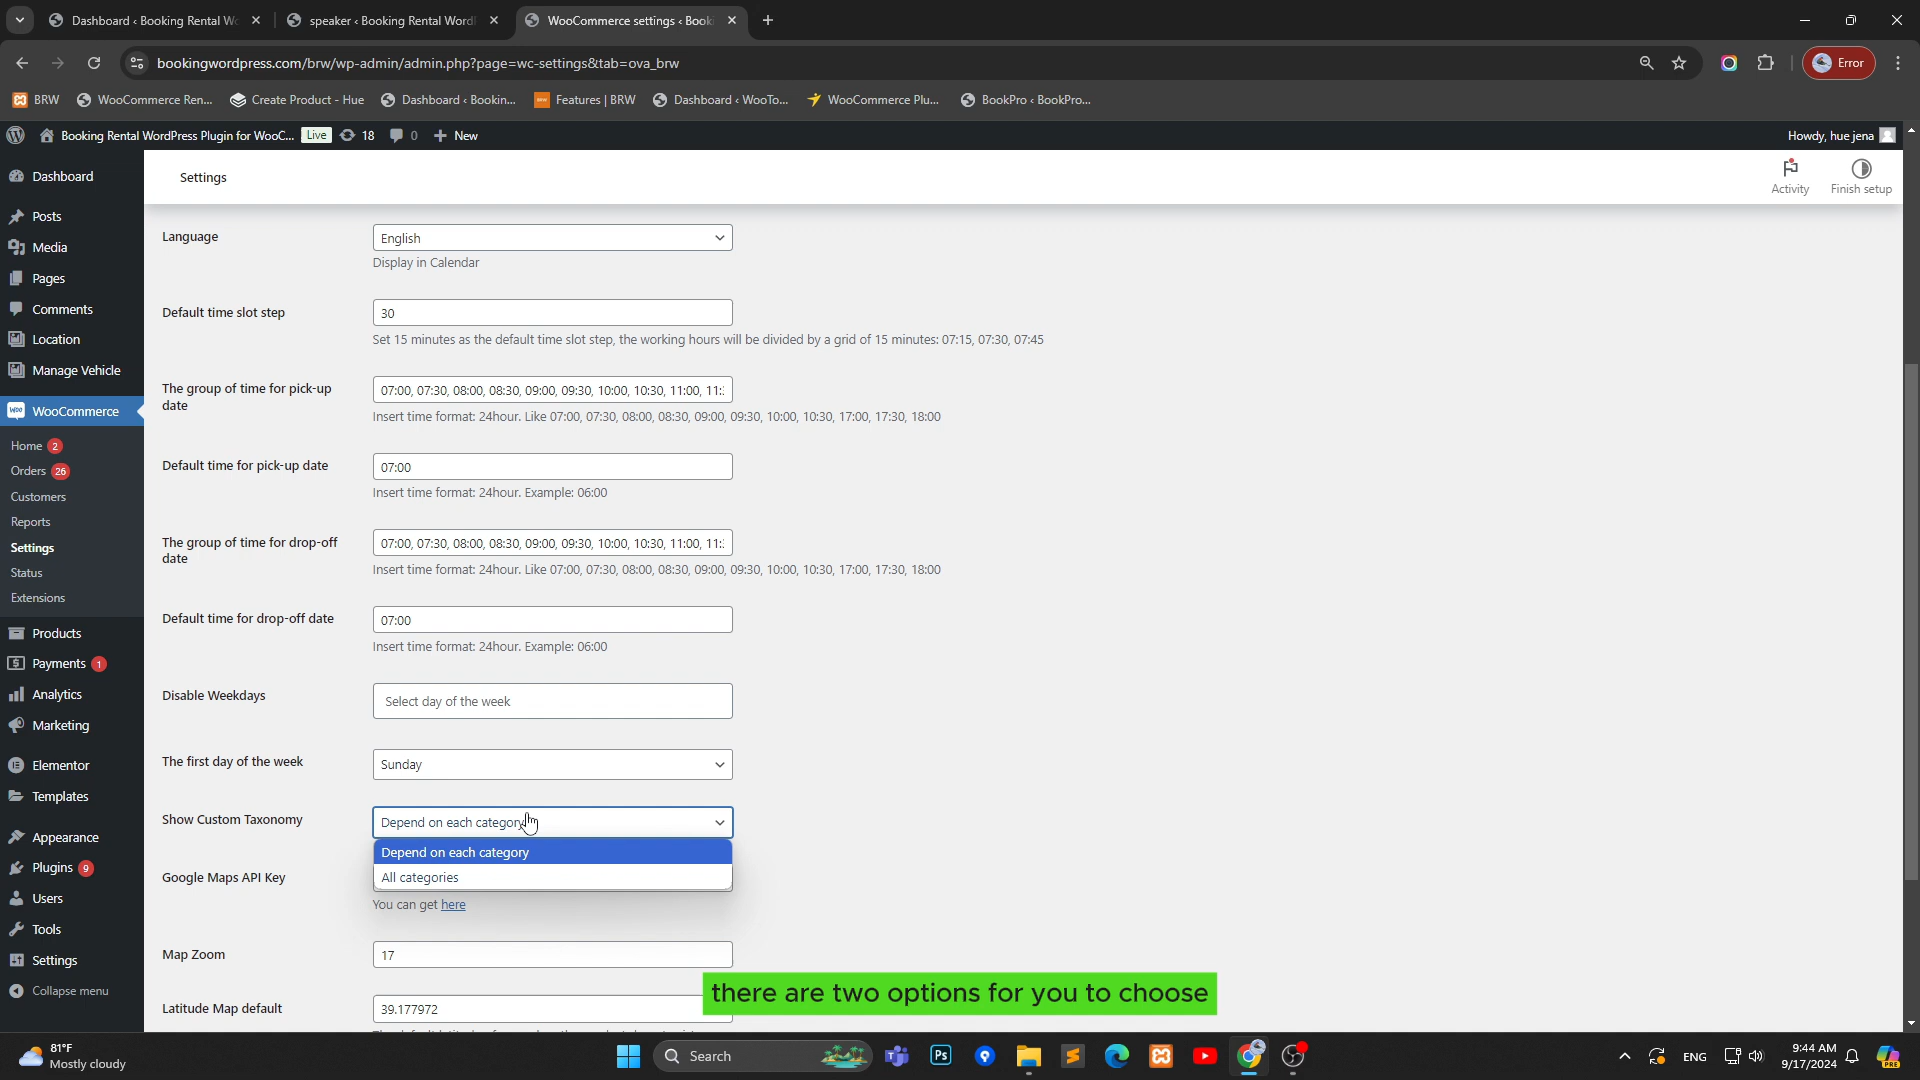 Dashboard ‹ Booking Rental W
speaker ‹ Booking Rental Word
WooCommerce settings ‹ Book
bookingwordpress.com/brw/wp-admin/admin.php?page=wc-settings&tab=ova_brw
Error
BRW
WooCommerce Ren...
Create Product - Hue
Dashboard ‹ Bookin...
Features | BRW
Dashboard ‹ WooTo...
WooCommerce Plu...
BookPro ‹ BookPro...
Booking Rental WordPress Plugin for WooC...
Live
18
0
New
Howdy, hue jena
Dashboard
Posts
Media
Pages
Comments
Location
Manage Vehicle
WooCommerce
Home 2
Orders 26
Customers
Reports
Settings
Status
Extensions
Products
Payments 1
Analytics
Marketing
Elementor
Templates
Appearance
Plugins 9
Users
Tools
Settings
Collapse menu
Settings
Activity
Finish setup
Language
English
Display in Calendar
Default time slot step
30
Set 15 minutes as the default time slot step, the working hours will be divided by a grid of 15 minutes: 07:15, 07:30, 07:45
The group of time for pick-up
date
07:00, 07:30, 08:00, 08:30, 09:00, 09:30, 10:00, 10:30, 11:00, 11:
Insert time format: 24hour. Like 07:00, 07:30, 08:00, 08:30, 09:00, 09:30, 10:00, 10:30, 17:00, 17:30, 18:00
Default time for pick-up date
07:00
Insert time format: 24hour. Example: 06:00
The group of time for drop-off
date
07:00, 07:30, 08:00, 08:30, 09:00, 09:30, 10:00, 10:30, 11:00, 11:
Insert time format: 24hour. Like 07:00, 07:30, 08:00, 08:30, 09:00, 09:30, 10:00, 10:30, 17:00, 17:30, 18:00
Default time for drop-off date
07:00
Insert time format: 24hour. Example: 06:00
Disable Weekdays
Select day of the week
The first day of the week
Sunday
Show Custom Taxonomy
Depend on each category
Depend on each category
All categories
Google Maps API Key
You can get here
Map Zoom
17
Latitude Map default
39.177972
there are two options for you to choose
81°F
Mostly cloudy
Search
ENG
9:44 AM
9/17/2024